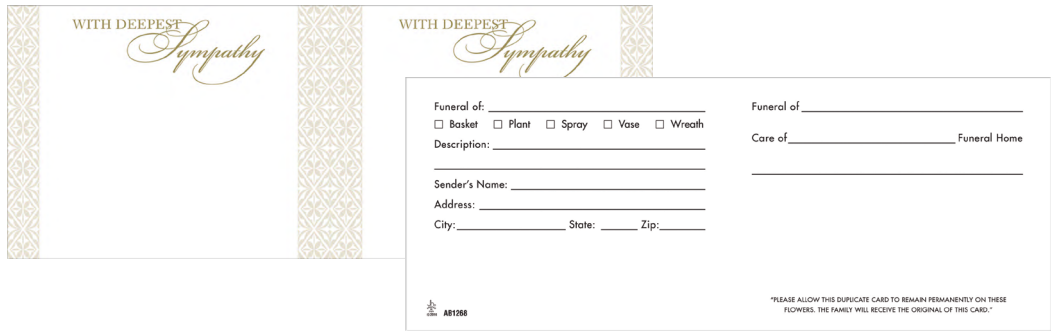 WITH DEEPEST
Sympathy
WITH DEEPEST
Sympathy
Funeral of:
Basket Plant Spray Vase Wreath
Description:
Sender's Name:
Address:
City: State: Zip:
AB1268
Funeral of
Care of Funeral Home
"PLEASE ALLOW THIS DUPLICATE CARD TO REMAIN PERMANENTLY ON THESE
FLOWERS. THE FAMILY WILL RECEIVE THE ORIGINAL OF THIS CARD."